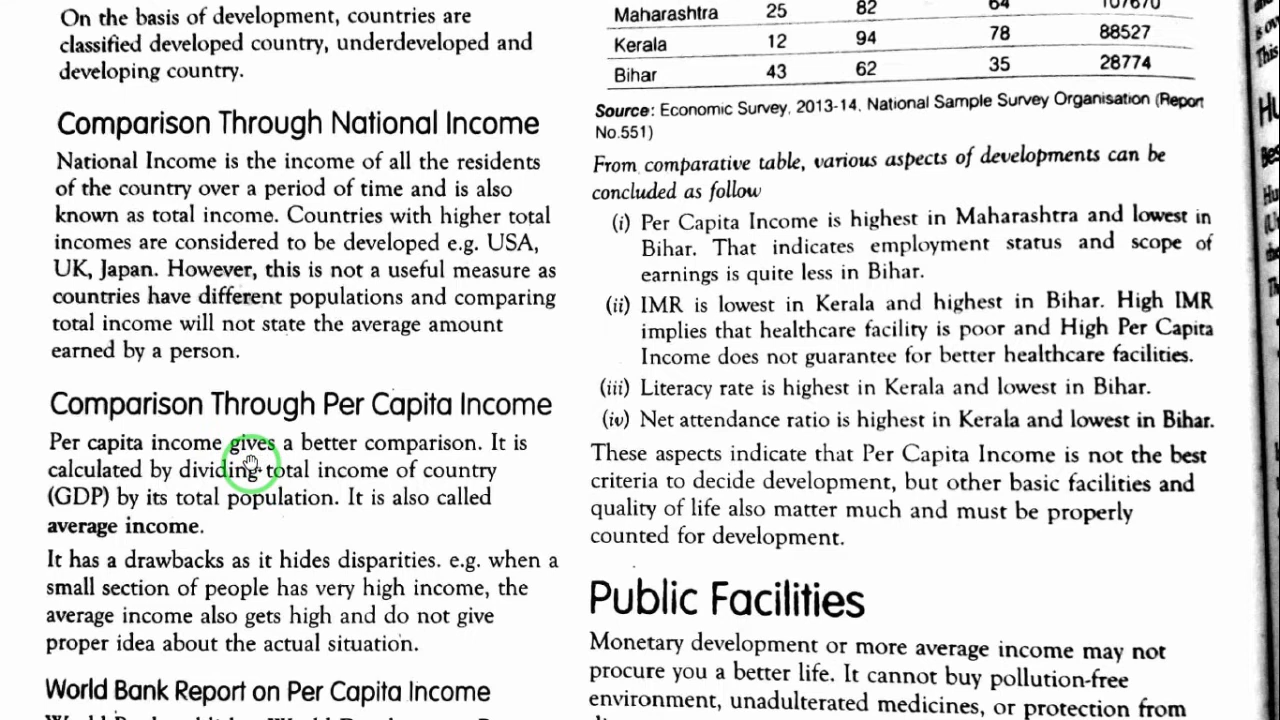 On the basis of development, countries are
classified developed country, underdeveloped and
developing country.
Comparison Through National Income
National Income is the income of all the residents
of the country over a period of time and is also
known as total income. Countries with higher total
incomes are considered to be developed e.g. USA,
UK, Japan. However, this is not a useful measure as
countries have different populations and comparing
total income will not state the average amount
earned by a person.
Comparison Through Per Capita Income
Per capita income gives a better comparison. It is
calculated by dividing total income of country
(GDP) by its total population. It is also called
average income.
It has a drawbacks as it hides disparities. e.g. when a
small section of people has very high income, the
average income also gets high and do not give
proper idea about the actual situation.
World Bank Report on Per Capita Income
Maharashtra 25 82 64 107670
Kerala 12 94 78 88527
Bihar 43 62 35 28774
Source: Economic Survey, 2013-14, National Sample Survey Organisation (Report
No.551)
From comparative table, various aspects of developments can be
concluded as follow
(i) Per Capita Income is highest in Maharashtra and lowest in
Bihar. That indicates employment status and scope of
earnings is quite less in Bihar.
(ii) IMR is lowest in Kerala and highest in Bihar. High IMR
implies that healthcare facility is poor and High Per Capita
Income does not guarantee for better healthcare facilities.
(iii) Literacy rate is highest in Kerala and lowest in Bihar.
(iv) Net attendance ratio is highest in Kerala and lowest in Bihar.
These aspects indicate that Per Capita Income is not the best
criteria to decide development, but other basic facilities and
quality of life also matter much and must be properly
counted for development.
Public Facilities
Monetary development or more average income may not
procure you a better life. It cannot buy pollution-free
environment, unadulterated medicines, or protection from